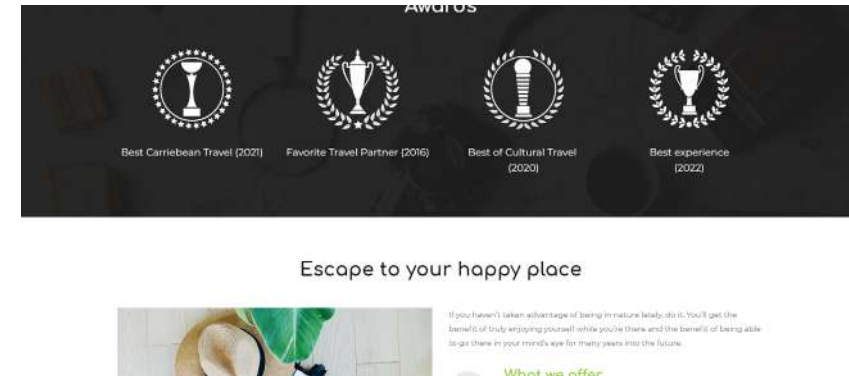 Awards
Best Carriebean Travel (2021)
Favorite Travel Partner (2016)
Best of Cultural Travel
(2020)
Best experience
(2022)
Escape to your happy place
If you haven't taken advantage of being in nature lately, do it. You'll get the
benefit of truly enjoying yourself while you're there and the benefit of being able
to go there in your mind's eye for many years into the future.
What we offer